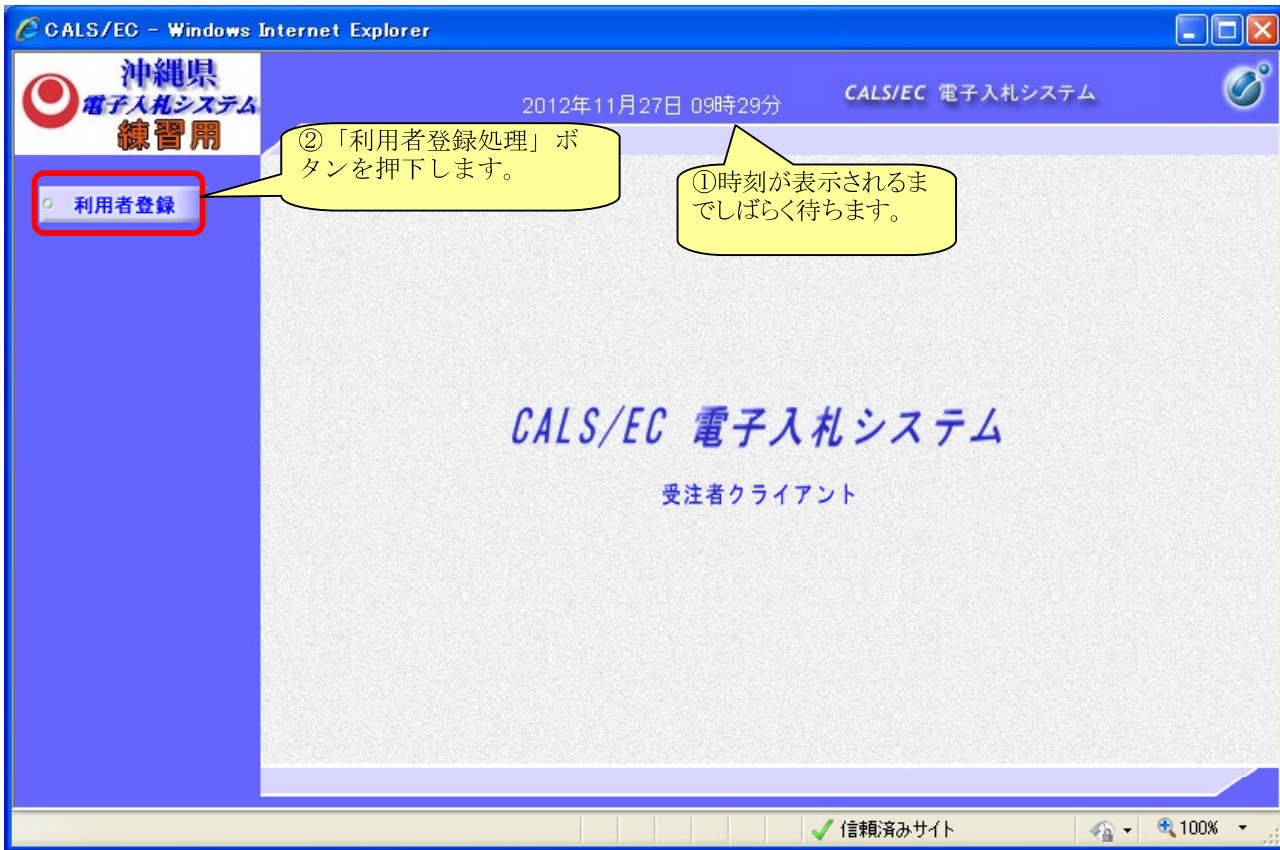 CALS/EC - Windows Internet Explorer
沖縄県
電子入札システム
練習用
2012年11月27日 09時29分
CALS/EC 電子入札システム
②「利用者登録処理」ボ
タンを押下します。
①時刻が表示されるま
でしばらく待ちます。
利用者登録
CALS/EC 電子入札システム
受注者クライアント
信頼済みサイト
100%